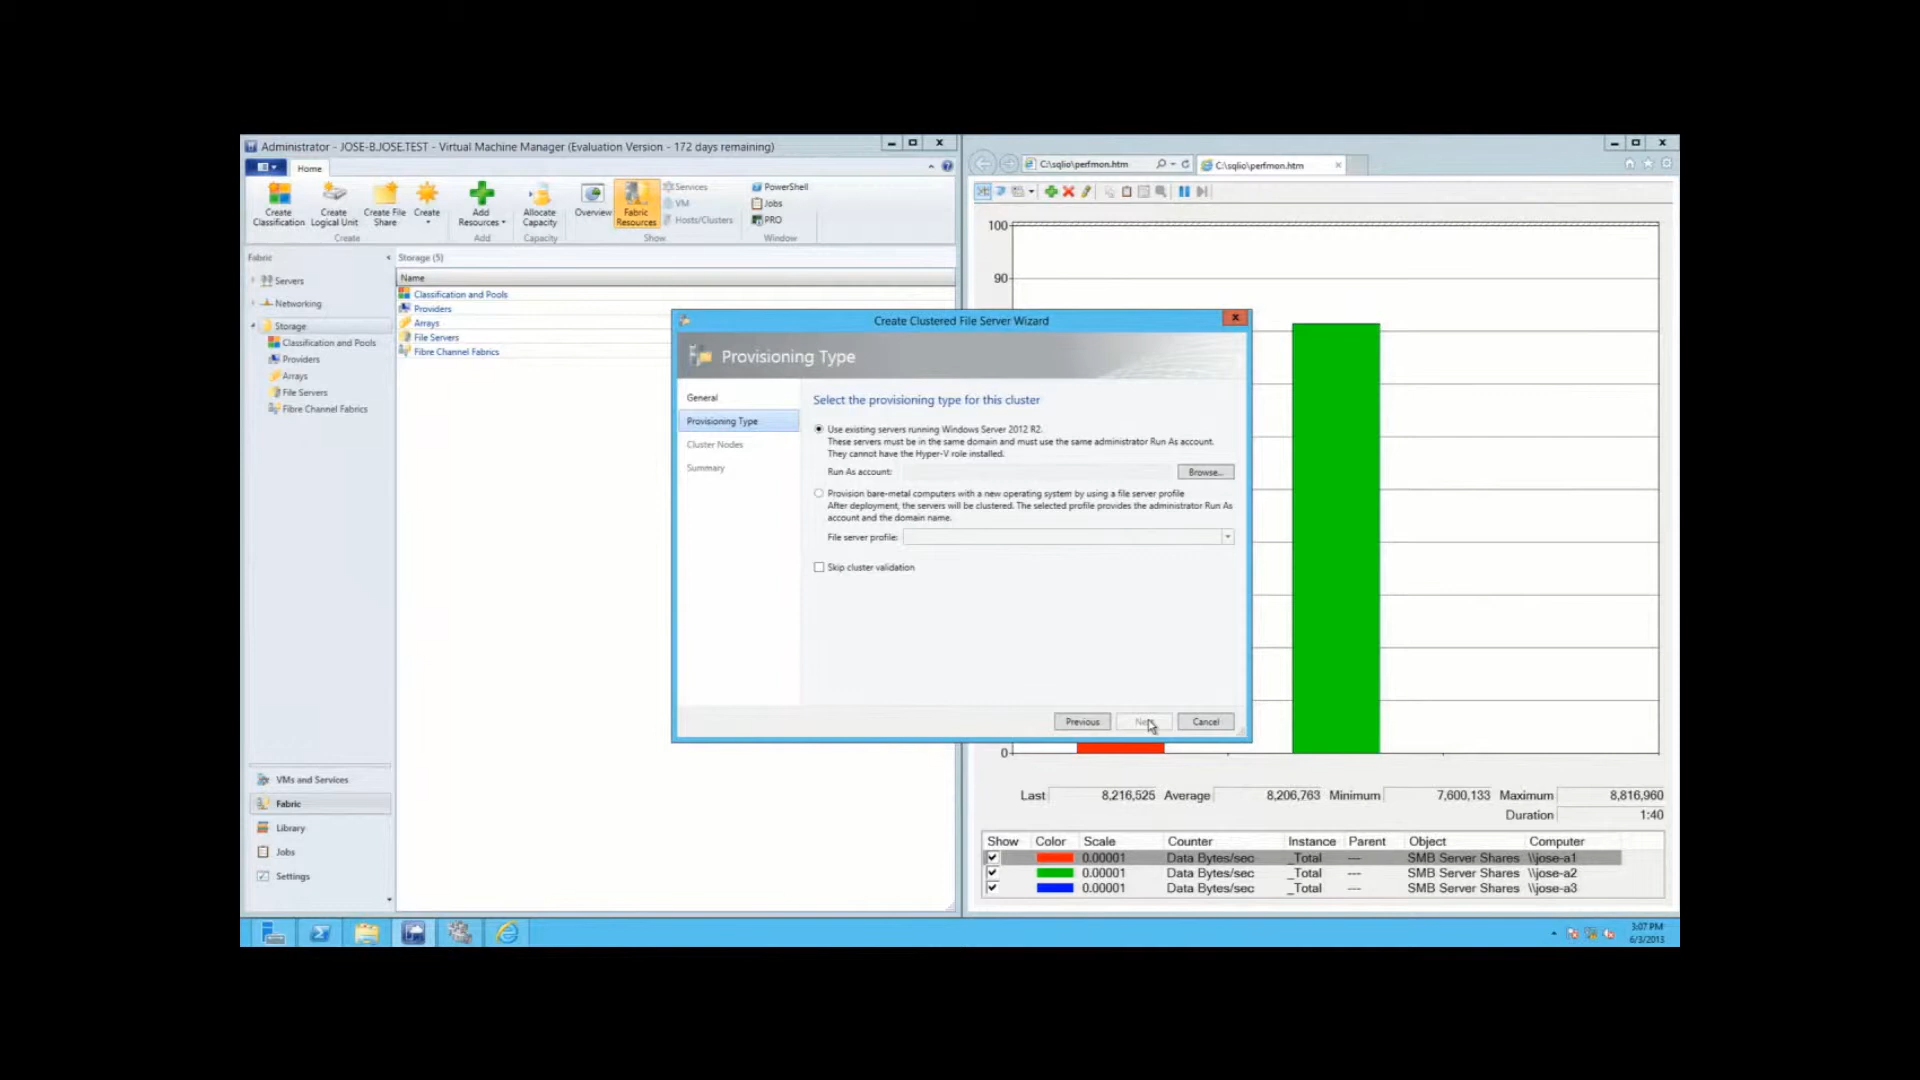 Administrator - JOSE-B.JOSE.TEST - Virtual Machine Manager (Evaluation Version - 172 days remaining)
Home
Create Classification
Create Logical Unit
Create File Share
Create
Create
Add Resources
Add
Allocate Capacity
Capacity
Overview
Fabric Resources
Services
VM
Hosts/Clusters
Show
PowerShell
Jobs
PRO
Window
Fabric
Servers
Networking
Storage
Classification and Pools
Providers
Arrays
File Servers
Fibre Channel Fabrics
VMs and Services
Fabric
Library
Jobs
Settings
Storage (5)
Name
Classification and Pools
Providers
Arrays
File Servers
Fibre Channel Fabrics
Create Clustered File Server Wizard
Provisioning Type
General
Provisioning Type
Cluster Nodes
Summary
Select the provisioning type for this cluster
Use existing servers running Windows Server 2012 R2.
These servers must be in the same domain and must use the same administrator Run As account.
They cannot have the Hyper-V role installed.
Run As account:
Browse...
Provision bare-metal computers with a new operating system by using a file server profile
After deployment, the servers will be clustered. The selected profile provides the administrator Run As
account and the domain name.
File server profile:
Skip cluster validation
Previous
Cancel
C:\sqlio\perfmon.htm
C:\sqlio\perfmon.htm
100
90
0
Last 8,216,525 Average 8,206,763 Minimum 7,600,133 Maximum 8,816,960
Duration 1:40
Show Color Scale Counter Instance Parent Object Computer
0.00001 Data Bytes/sec _Total --- SMB Server Shares \\jose-a1
0.00001 Data Bytes/sec _Total --- SMB Server Shares \\jose-a2
0.00001 Data Bytes/sec _Total --- SMB Server Shares \\jose-a3
3:07 PM
6/3/2013